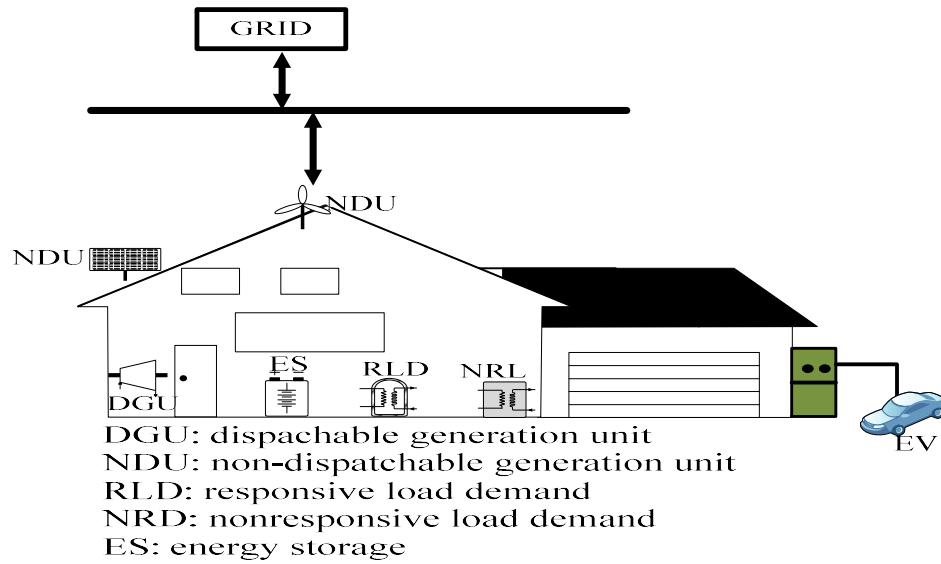 GRID
NDU
NDU
ES
RLD
NRL
DGU
EV
DGU: dispachable generation unit
NDU: non-dispatchable generation unit
RLD: responsive load demand
NRD: nonresponsive load demand
ES: energy storage